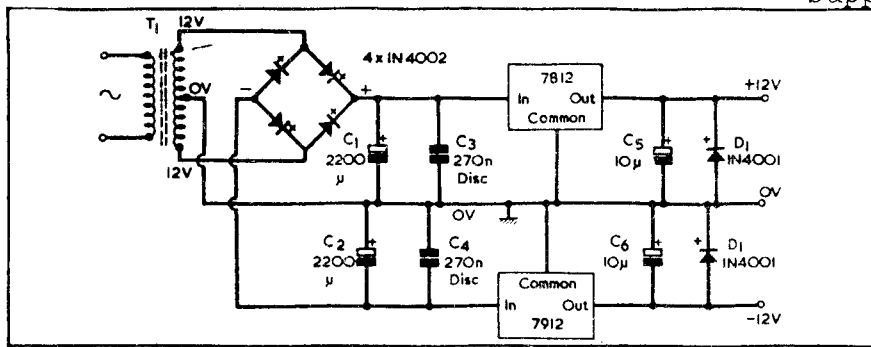 T1
12V
0V
12V
4 x IN4002
-
+
7812
In
Out
Common
+12V
C1
2200
μ
+
C3
270n
Disc
C5
10μ
+
D1
IN4001
+
0V
0V
C2
2200
μ
+
C4
270n
Disc
C6
10μ
+
D1
IN4001
+
Common
In
Out
7912
-12V